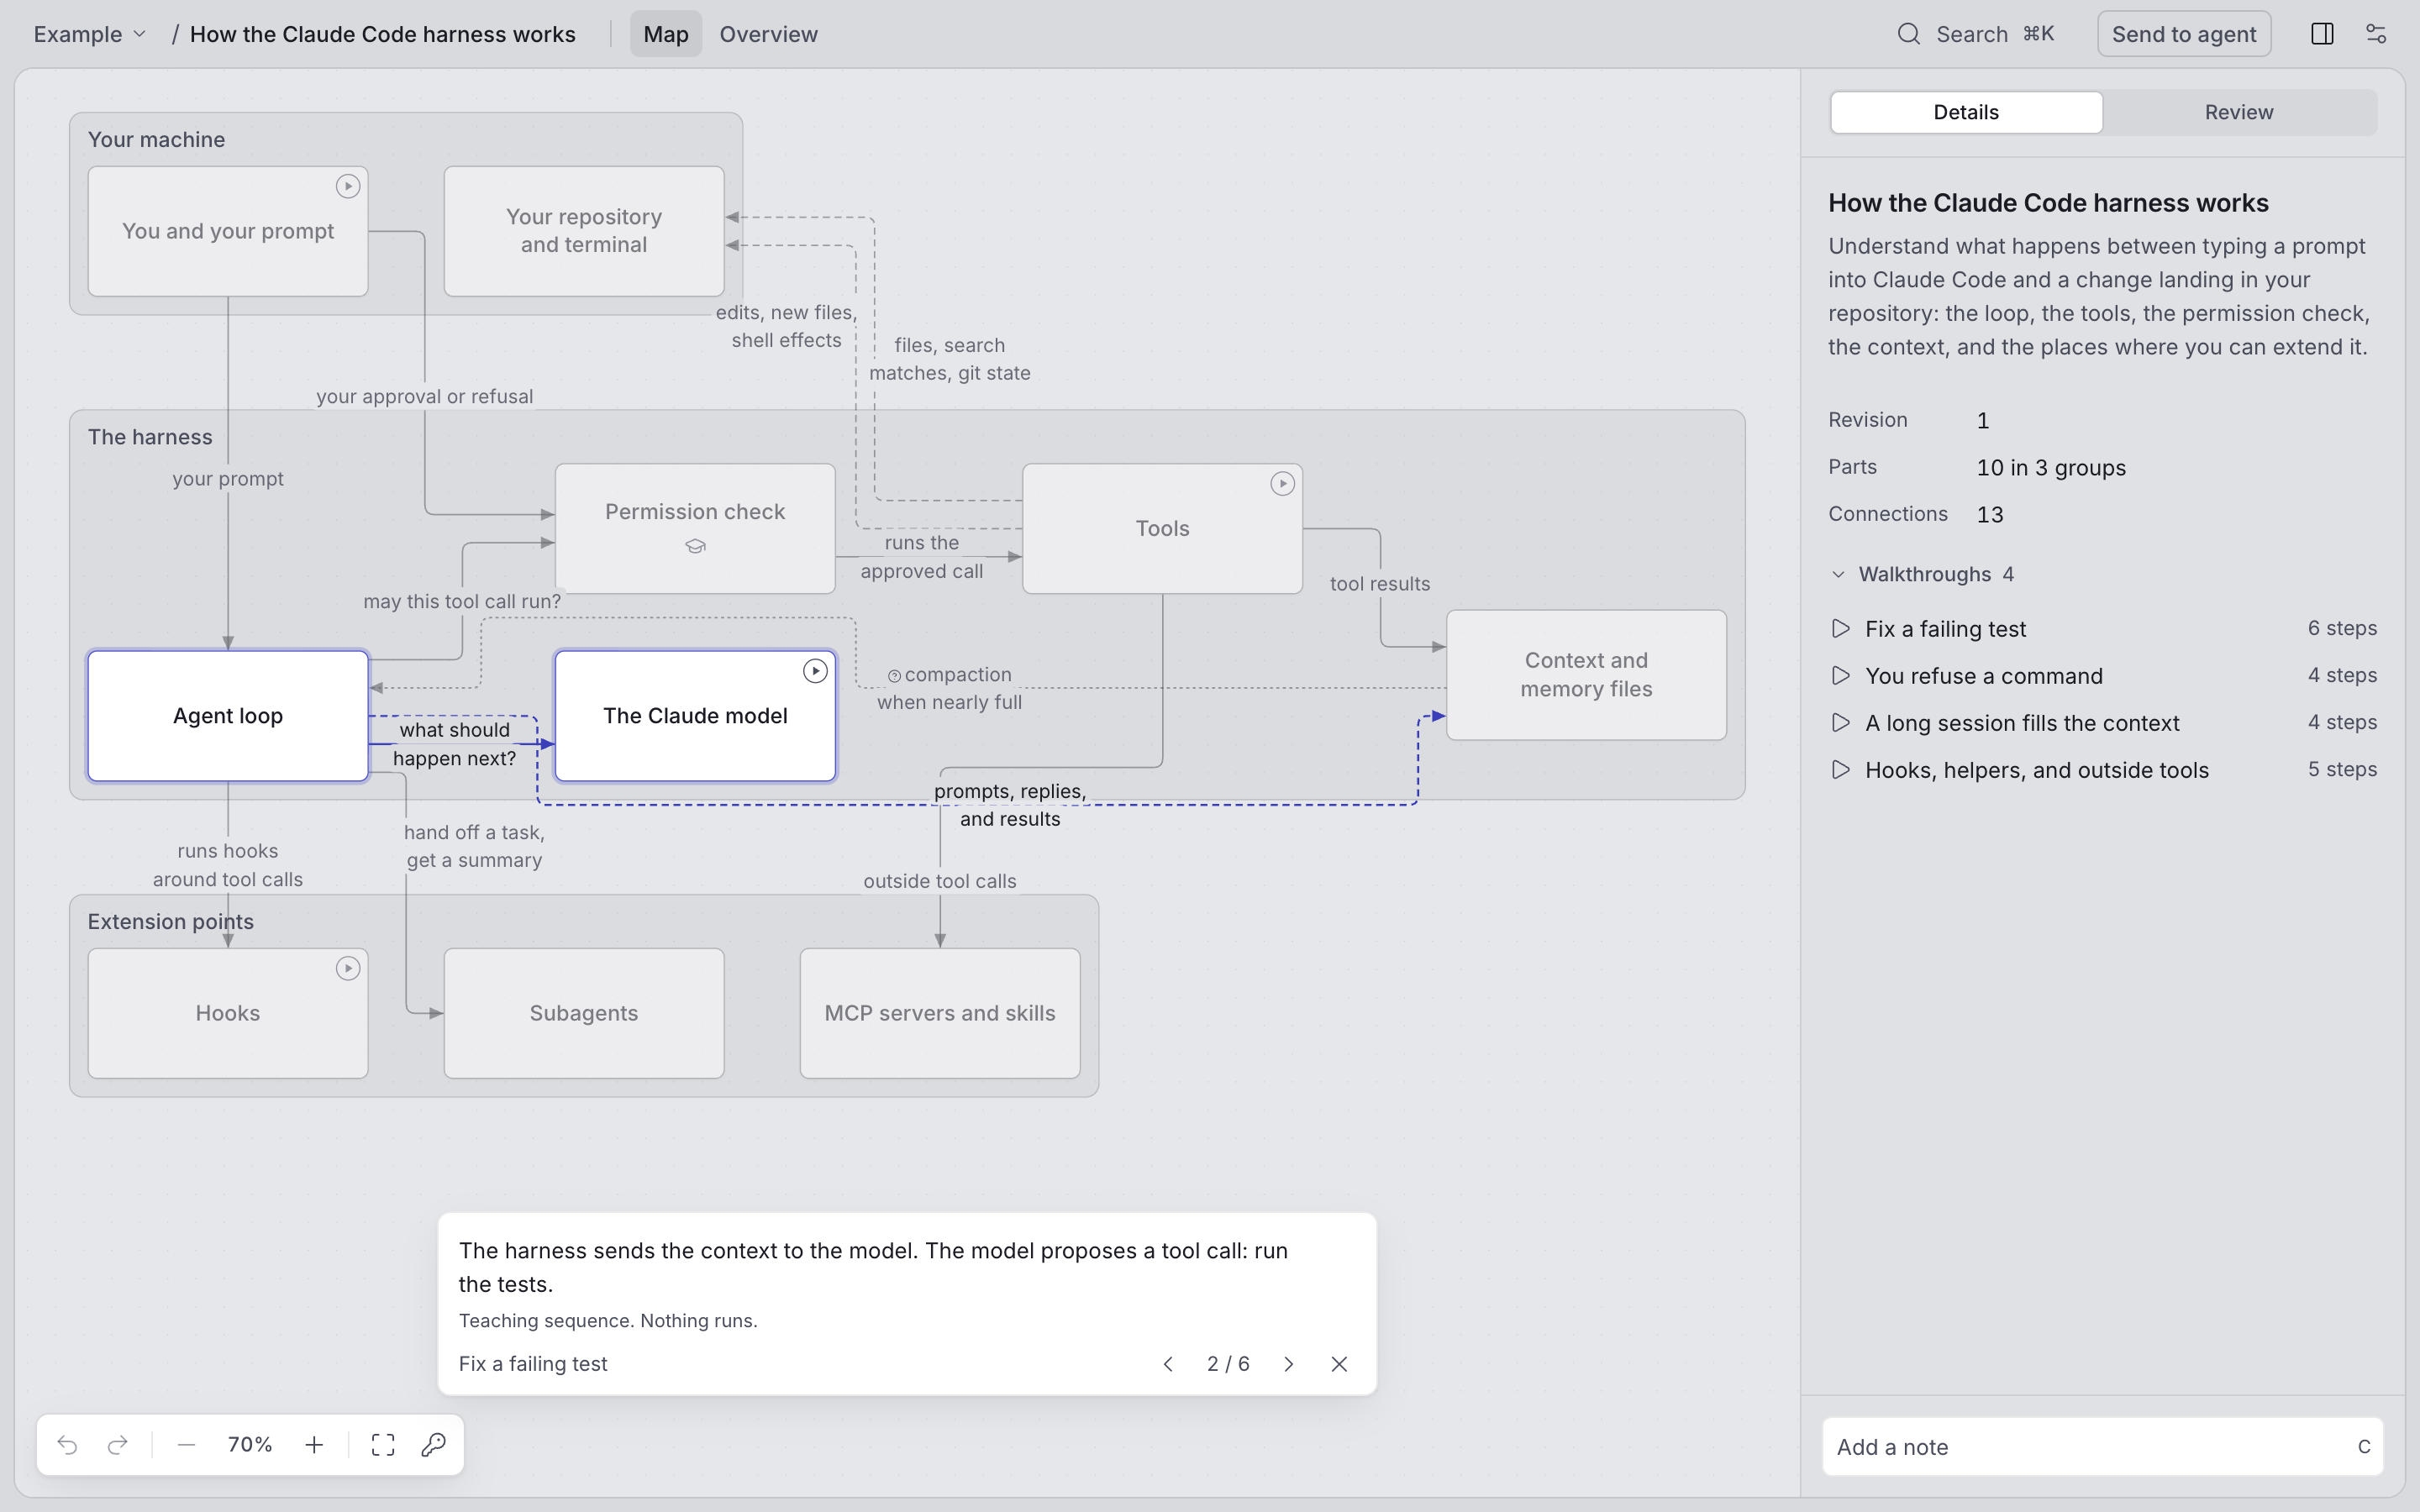 Example / How the Claude Code harness works
Map
Overview
Search ⌘K
Send to agent
Your machine
You and your prompt
Your repository
and terminal
edits, new files,
shell effects
files, search
matches, git state
your approval or refusal
The harness
your prompt
Permission check
runs the
approved call
Tools
tool results
may this tool call run?
Agent loop
what should
happen next?
The Claude model
compaction
when nearly full
Context and
memory files
prompts, replies,
and results
hand off a task,
get a summary
runs hooks
around tool calls
outside tool calls
Extension points
Hooks
Subagents
MCP servers and skills
The harness sends the context to the model. The model proposes a tool call: run
the tests.
Teaching sequence. Nothing runs.
Fix a failing test
2 / 6
70%
Details
Review
How the Claude Code harness works
Understand what happens between typing a prompt
into Claude Code and a change landing in your
repository: the loop, the tools, the permission check,
the context, and the places where you can extend it.
Revision 1
Parts 10 in 3 groups
Connections 13
Walkthroughs 4
Fix a failing test 6 steps
You refuse a command 4 steps
A long session fills the context 4 steps
Hooks, helpers, and outside tools 5 steps
Add a note C